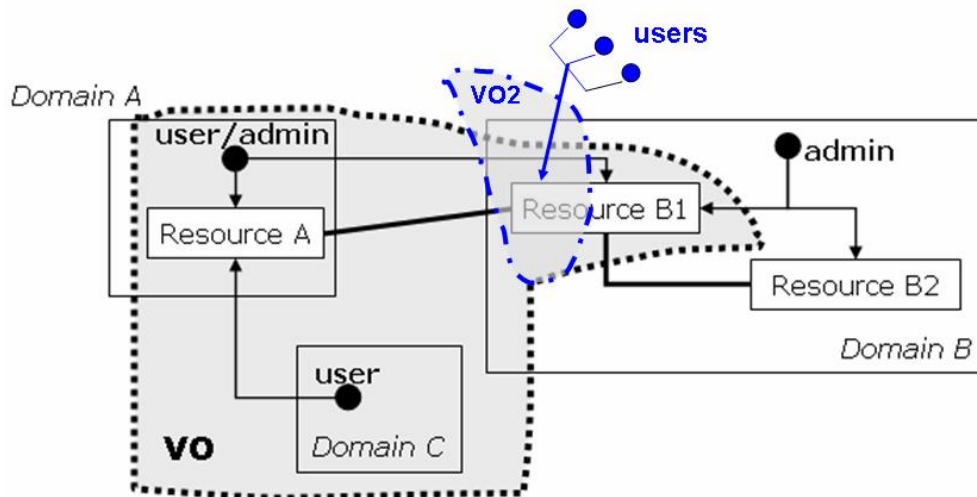 users
Domain A
VO2
user/admin
admin
Resource A
Resource B1
Resource B2
Domain B
user
VO
Domain C